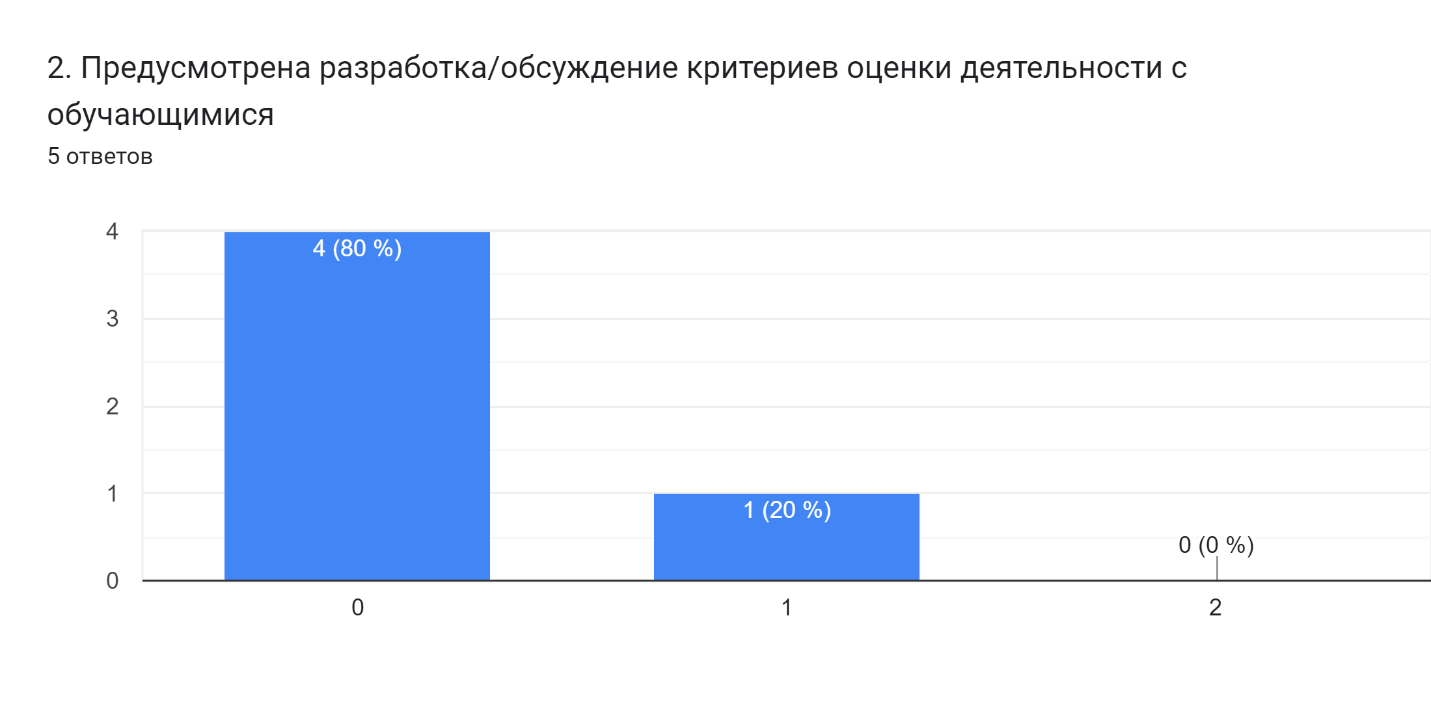 2. Предусмотрена разработка/обсуждение критериев оценки деятельности с
обучающимися
5 ответов
4
3
2
1
0
4 (80 %)
1 (20 %)
0 (0 %)
0
1
2